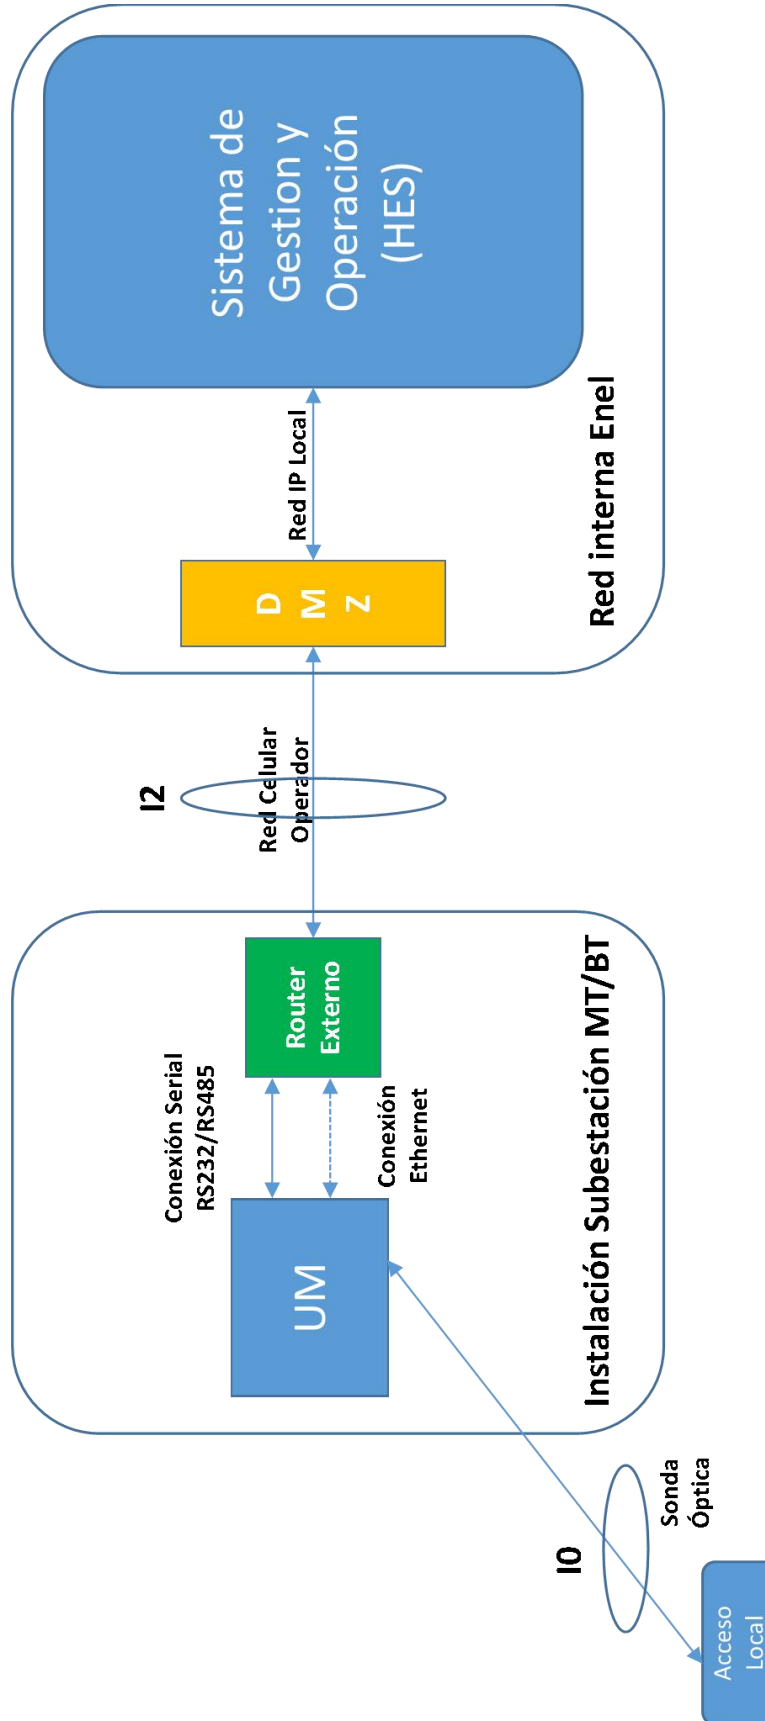 I0
Sonda
Óptica
Acceso
Local
UM
Conexión Serial
RS232/RS485
Conexión
Ethernet
Router
Externo
Instalación Subestación MT/BT
I2
Red Celular
Operador
D
M
Z
Red IP Local
Sistema de
Gestion y
Operación
(HES)
Red interna Enel